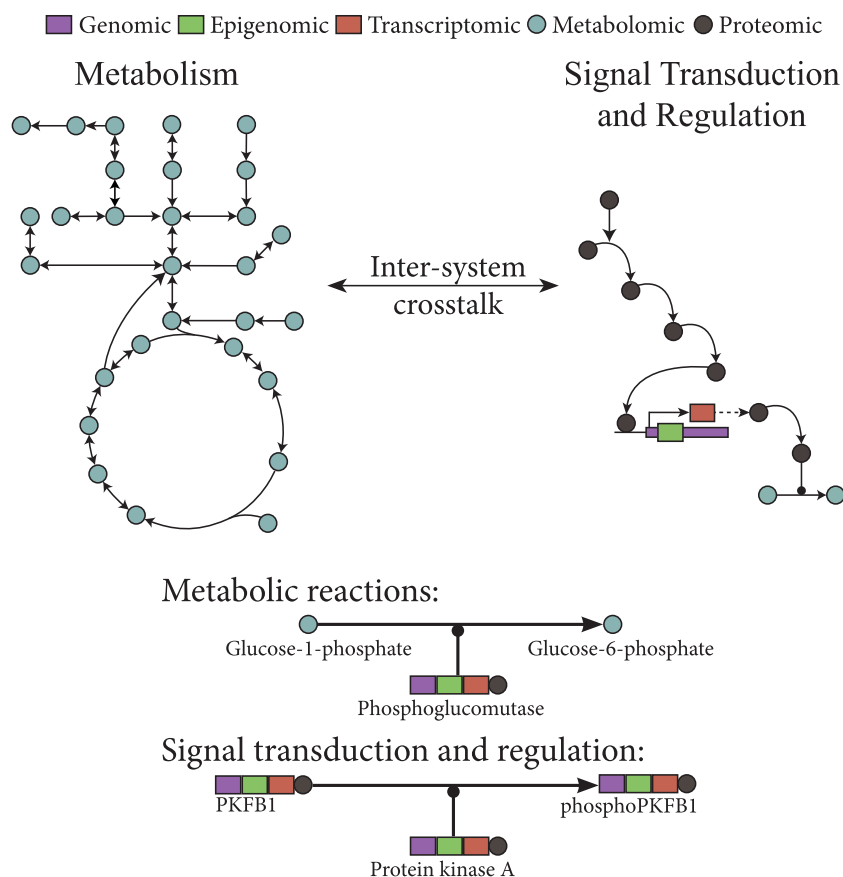 Genomic Epigenomic Transcriptomic Metabolomic Proteomic
Metabolism
Signal Transduction
and Regulation
Inter-system
crosstalk
Metabolic reactions:
Glucose-1-phosphate
Glucose-6-phosphate
Phosphoglucomutase
Signal transduction and regulation:
PKFB1
phosphoPKFB1
Protein kinase A